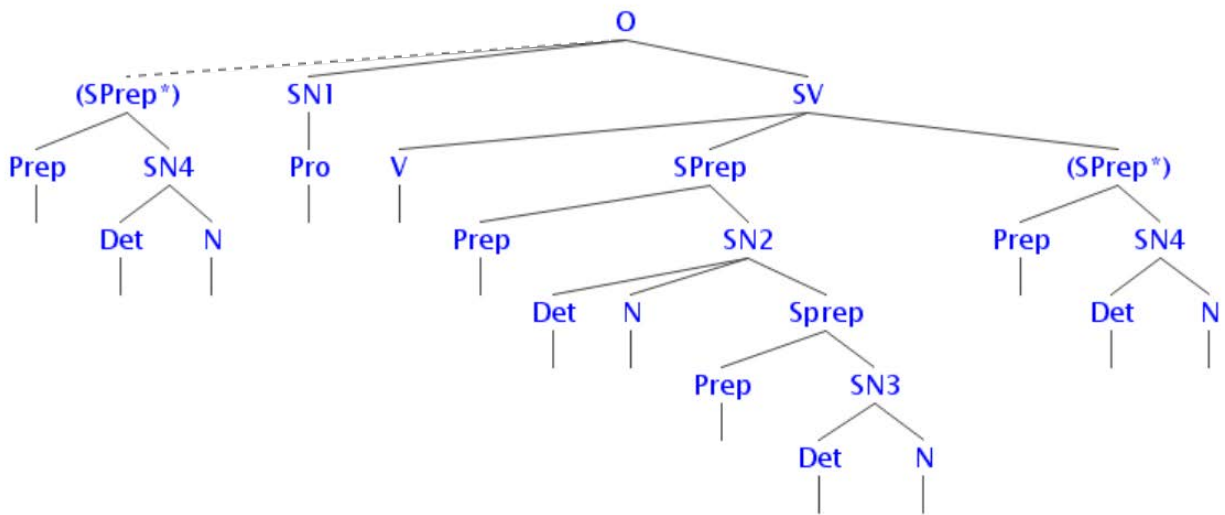 O
(SPrep*) SN1 SV
Prep SN4 Pro V SPrep (SPrep*)
Det N Prep SN2 Prep SN4
Det N Sprep Det N
Prep SN3
Det N